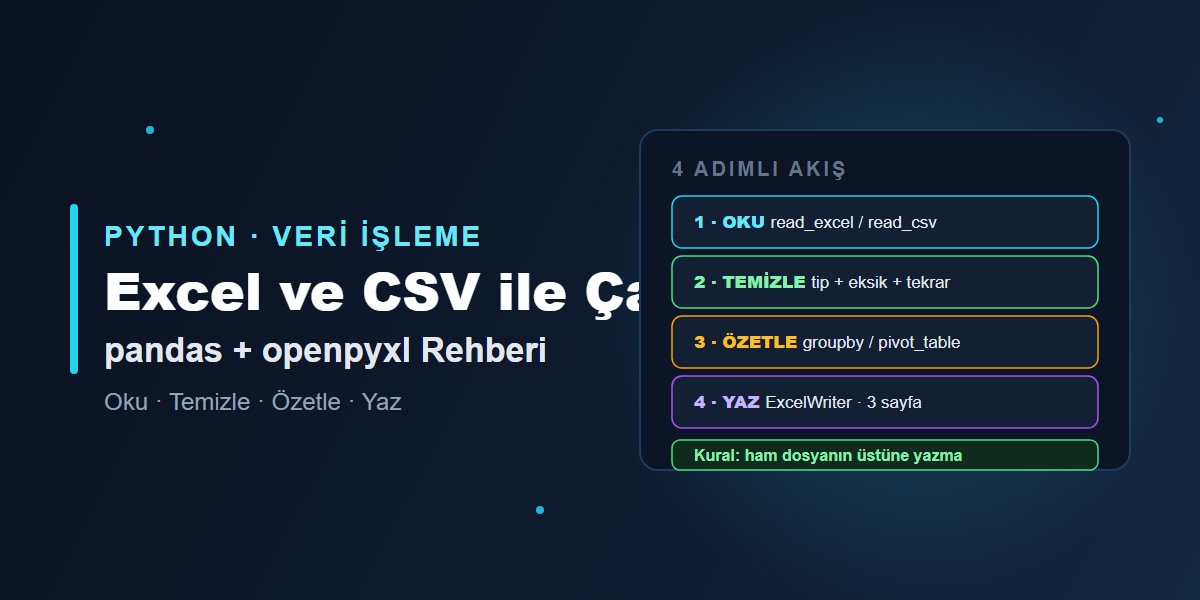 PYTHON · VERİ İŞLEME
Excel ve CSV ile
pandas + openpyxl Rehberi
Oku · Temizle · Özetle · Yaz
4 ADIMLI AKIŞ
1 · OKU read_excel / read_csv
2 · TEMİZLE tip + eksik + tekrar
3 · ÖZETLE groupby / pivot_table
4 · YAZ ExcelWriter · 3 sayfa
Kural: ham dosyanın üstüne yazma